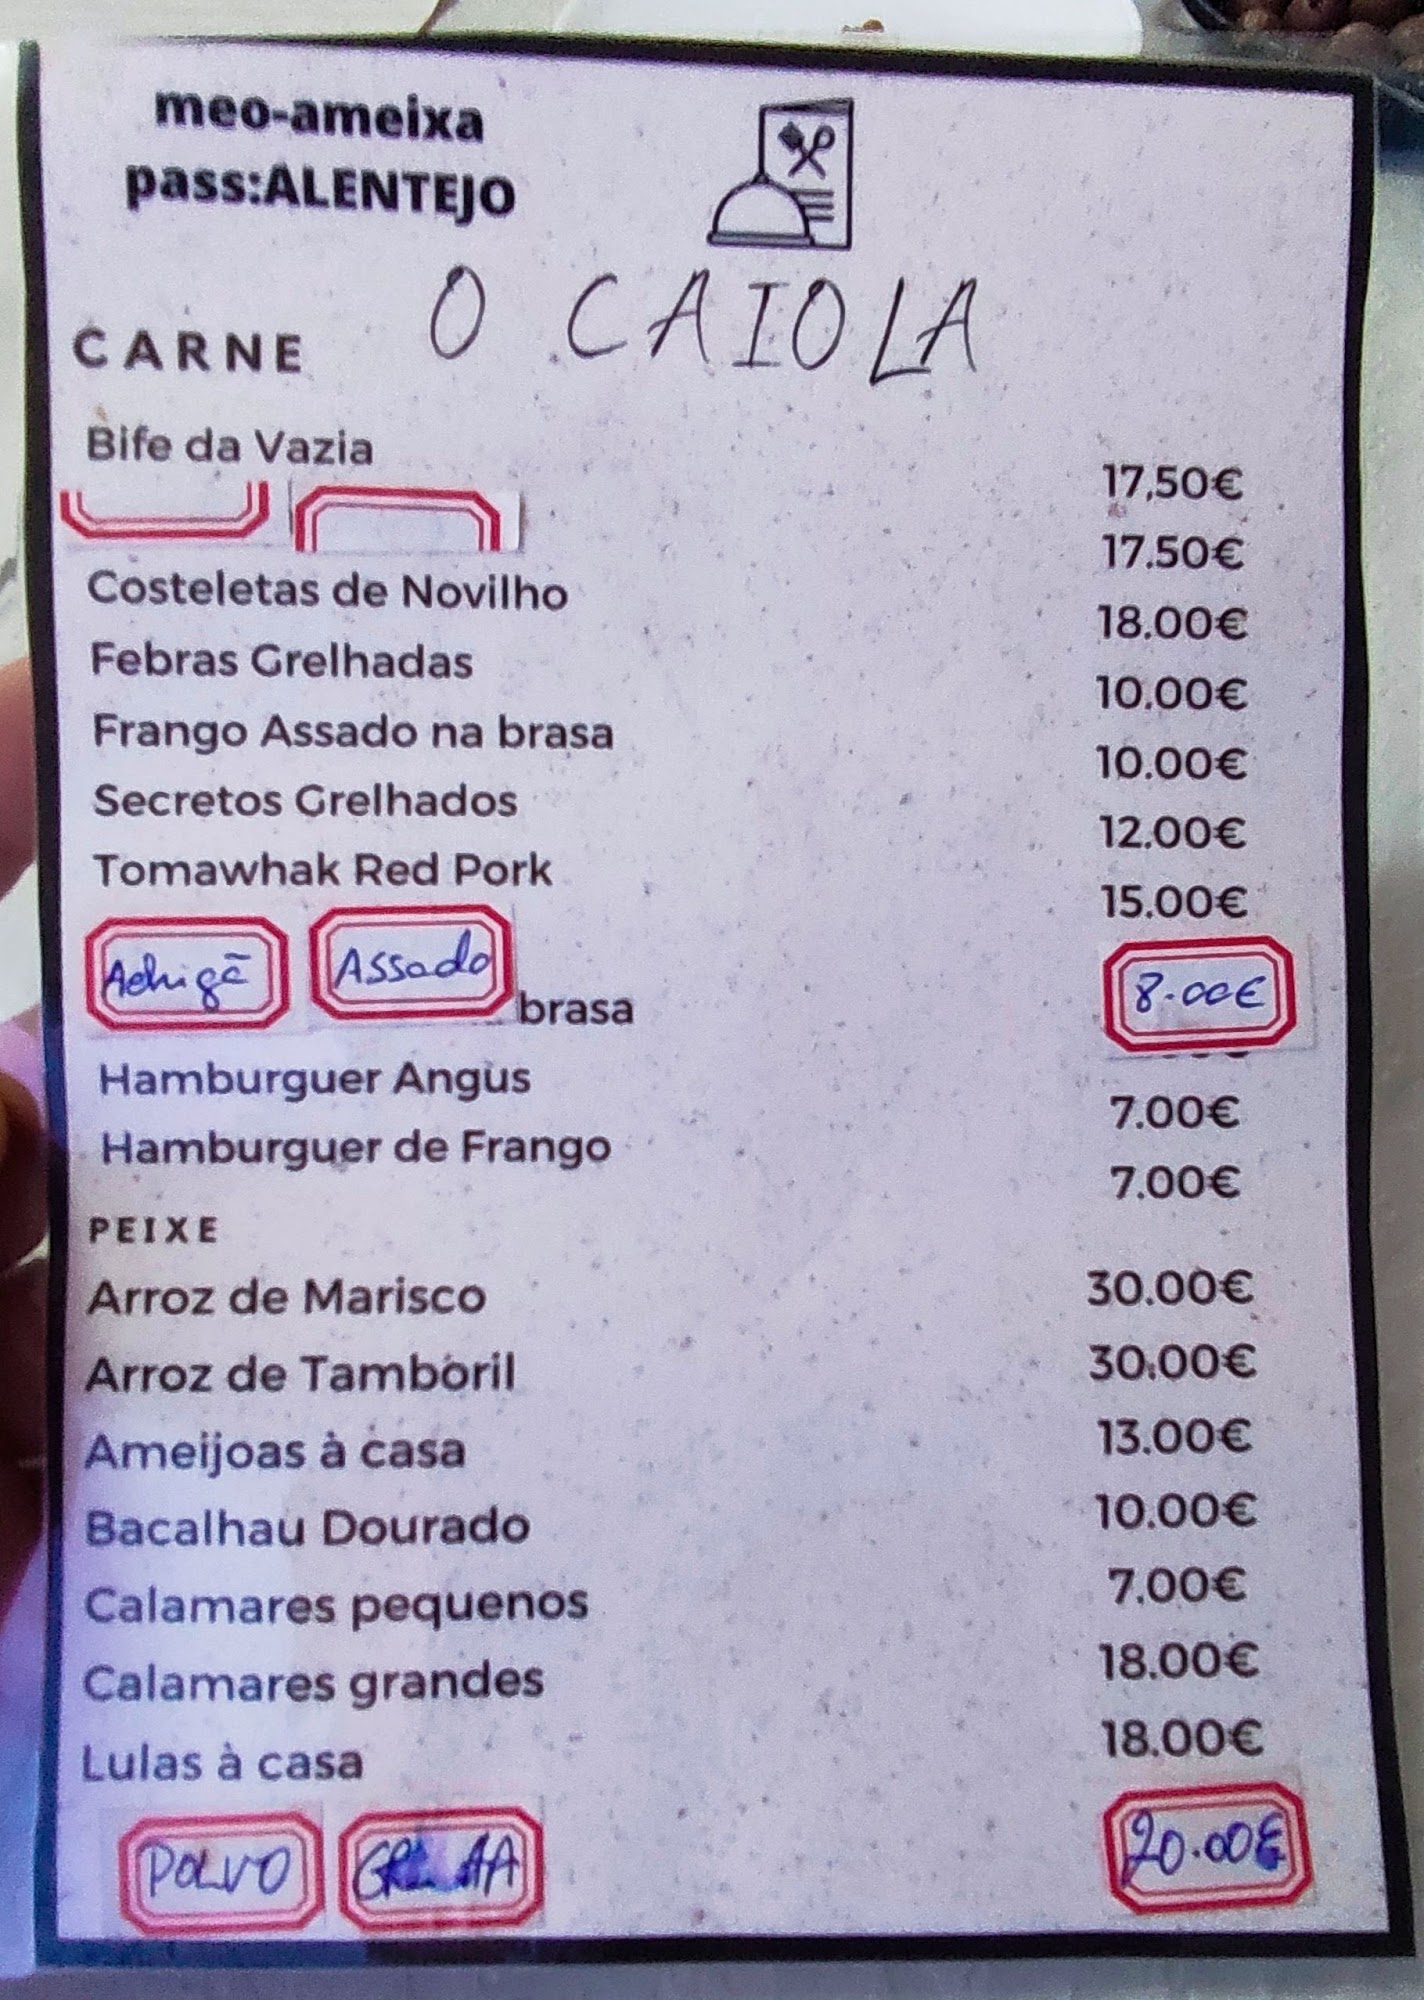 meo-ameixa
pass:ALENTEJO
O CAIOLA
CARNE
Bife da Vazia 17,50€
17.50€
Costeletas de Novilho 18.00€
Febras Grelhadas 10.00€
Frango Assado na brasa 10.00€
Secretos Grelhados 12.00€
Tomawhak Red Pork 15.00€
Achigã Assado brasa 8.00€
Hamburguer Angus 7.00€
Hamburguer de Frango 7.00€
PEIXE
Arroz de Marisco 30.00€
Arroz de Tamboril 30.00€
Ameijoas à casa 13.00€
Bacalhau Dourado 10.00€
Calamares pequenos 7.00€
Calamares grandes 18.00€
Lulas à casa 18.00€
POLVO 20.00€